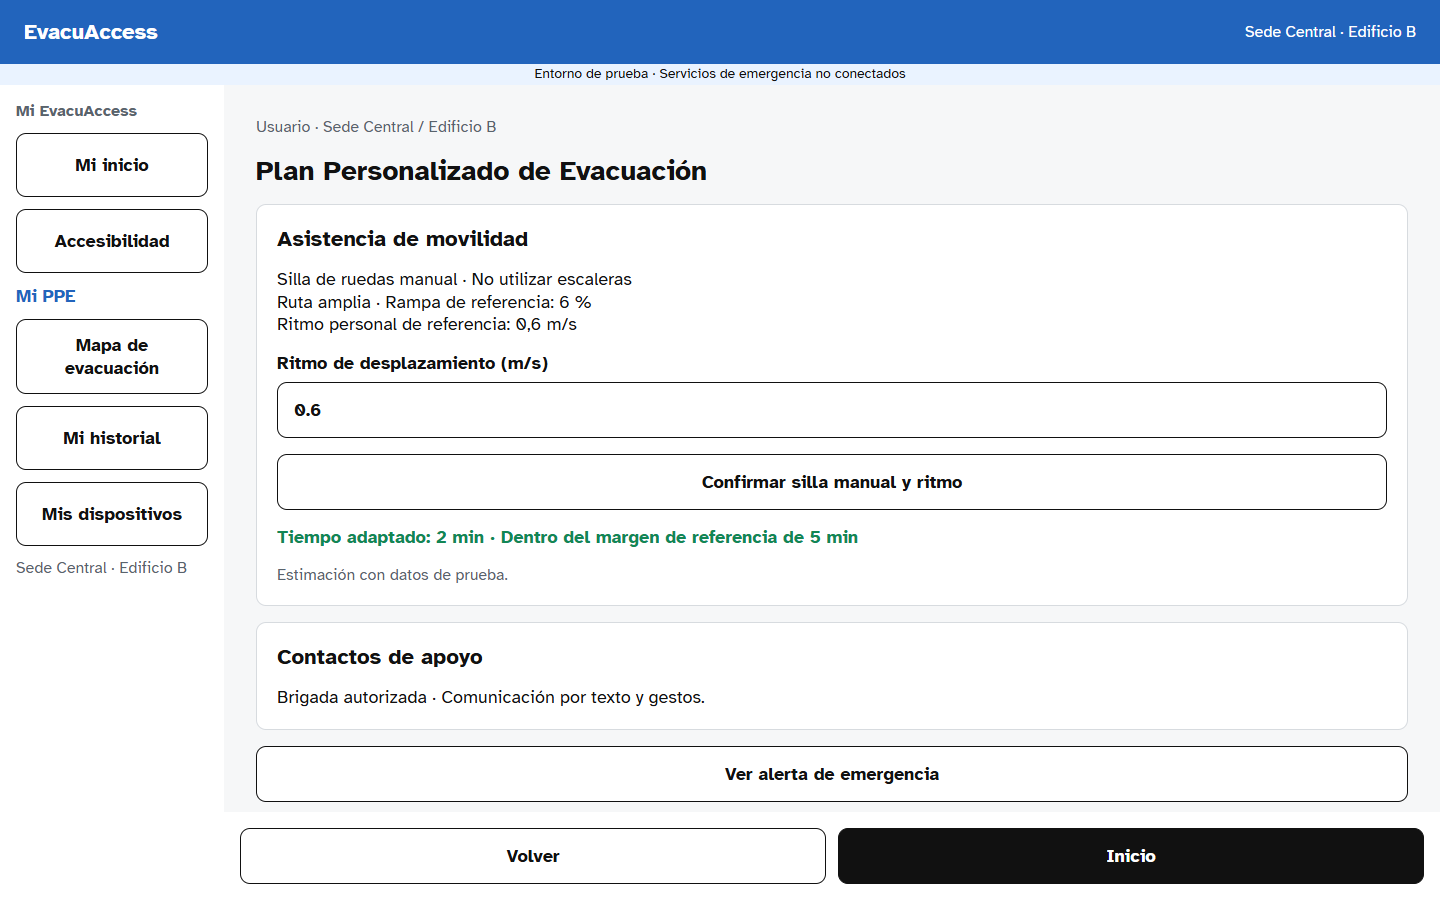 EvacuAccess
Sede Central · Edificio B
Entorno de prueba · Servicios de emergencia no conectados
Mi EvacuAccess
Mi inicio
Accesibilidad
Mi PPE
Mapa de
evacuación
Mi historial
Mis dispositivos
Sede Central · Edificio B
Usuario · Sede Central / Edificio B
Plan Personalizado de Evacuación
Asistencia de movilidad
Silla de ruedas manual · No utilizar escaleras
Ruta amplia · Rampa de referencia: 6 %
Ritmo personal de referencia: 0,6 m/s
Ritmo de desplazamiento (m/s)
0.6
Confirmar silla manual y ritmo
Tiempo adaptado: 2 min · Dentro del margen de referencia de 5 min
Estimación con datos de prueba.
Contactos de apoyo
Brigada autorizada · Comunicación por texto y gestos.
Ver alerta de emergencia
Volver
Inicio